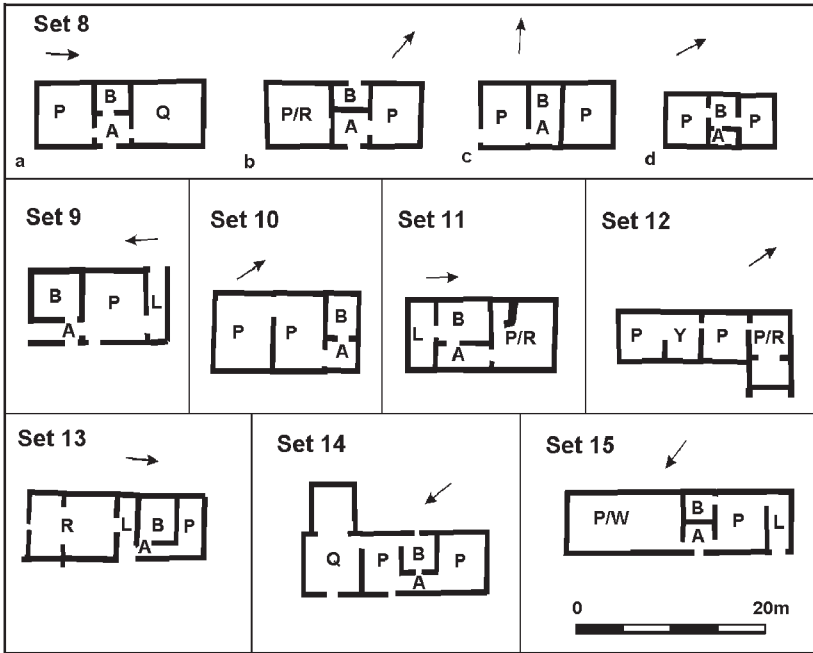 Set 8
P B A Q
a
P/R B A P
b
P B A P
c
P B A P
d
Set 9
B A P L
Set 10
P P B A
Set 11
L B A P/R
Set 12
P Y P P/R
Set 13
R L A B P
Set 14
Q P B A P
Set 15
P/W B A P L
0 20m